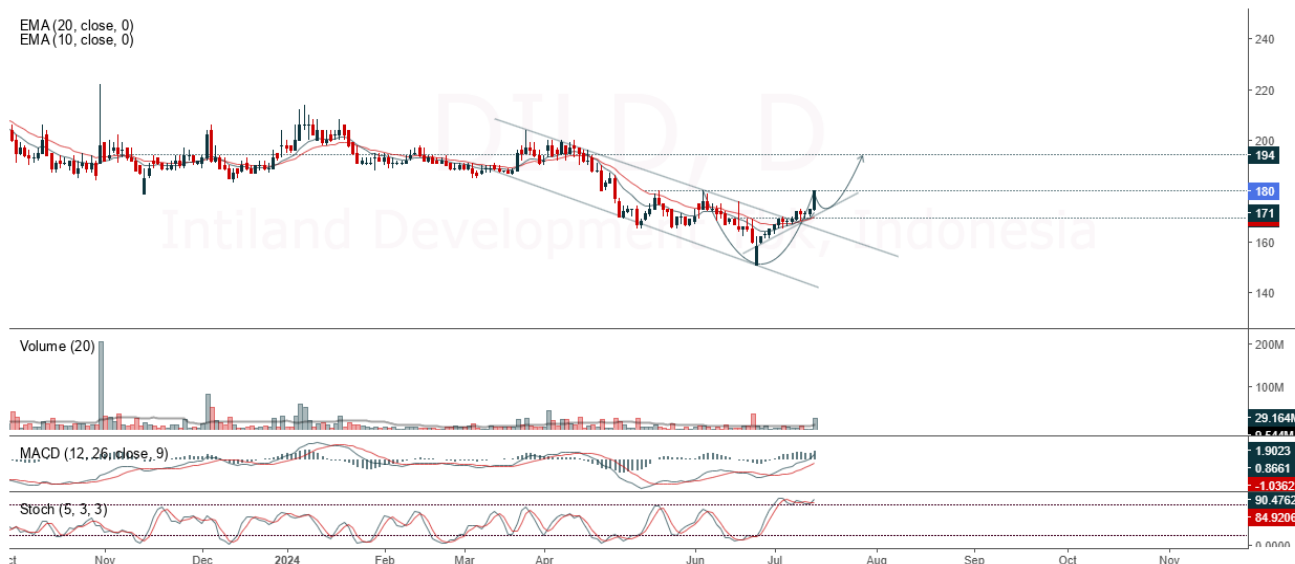 EMA (20, close, 0)
EMA (10, close, 0)
DILD, D
Intiland Development Tbk, Indonesia
240
220
200
194
180
171
160
140
Volume (20)
200M
100M
29.164M
9.544M
MACD (12, 26, close, 9)
1.9023
0.8661
-1.0362
Stoch (5, 3, 3)
90.4762
84.9206
0.0000
Nov Dec 2024 Feb Mar Apr Jun Jul Aug Sep Oct Nov